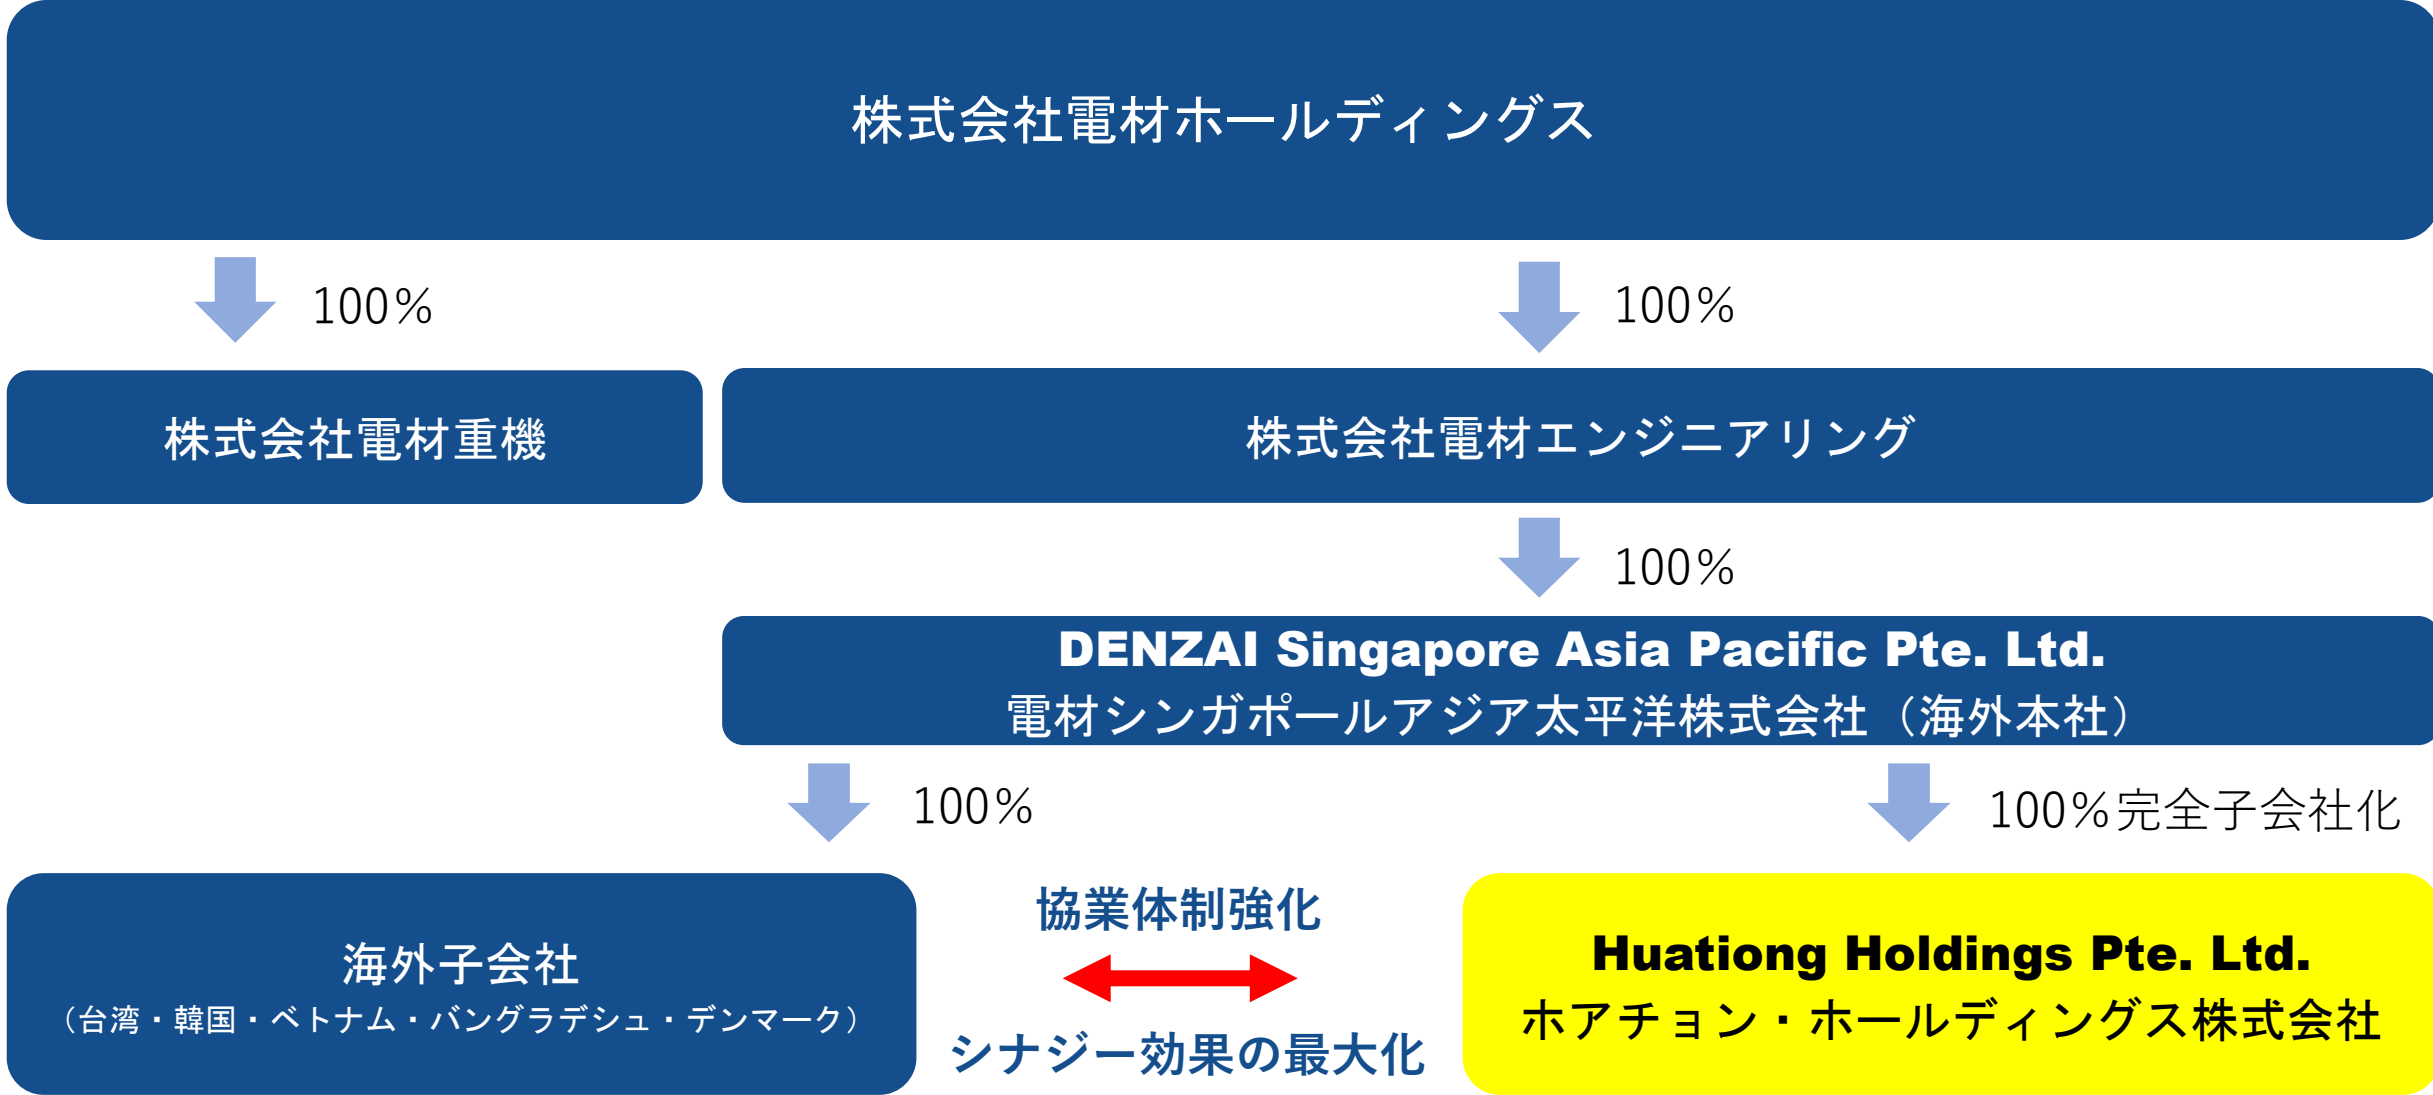 株式会社電材ホールディングス
100%
100%
株式会社電材重機
株式会社電材エンジニアリング
100%
DENZAI Singapore Asia Pacific Pte. Ltd.
電材シンガポールアジア太平洋株式会社（海外本社）
100%
100%完全子会社化
海外子会社
（台湾・韓国・ベトナム・バングラデシュ・デンマーク）
協業体制強化
シナジー効果の最大化
Huationg Holdings Pte. Ltd.
ホアチョン・ホールディングス株式会社